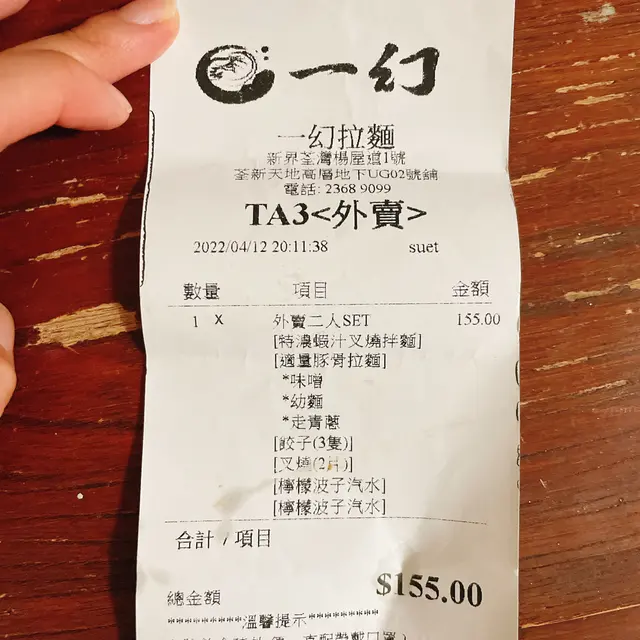 一幻
一幻拉麵
新界荃灣楊屋道1號
荃新天地高層地下UG02號舖
電話: 2368 9099
TA3<外賣>
2022/04/12 20:11:38 suet
數量 項目 金額
1 X 外賣二人SET 155.00
[特濃蝦汁叉燒拌麵]
[適量豚骨拉麵]
*味噌
*幼麵
*走青蔥
[餃子(3隻)]
[叉燒(2片)]
[檸檬波子汽水]
[檸檬波子汽水]
合計 / 項目
總金額 $155.00
*********溫馨提示*********